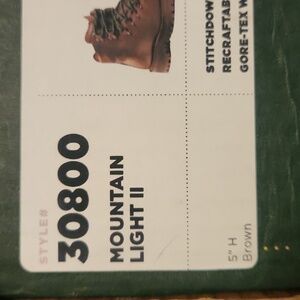 STYLE#
30800
MOUNTAIN
LIGHT II
5" H
Brown
STITCHDOW
RECRAFTAB
GORE-TEX W